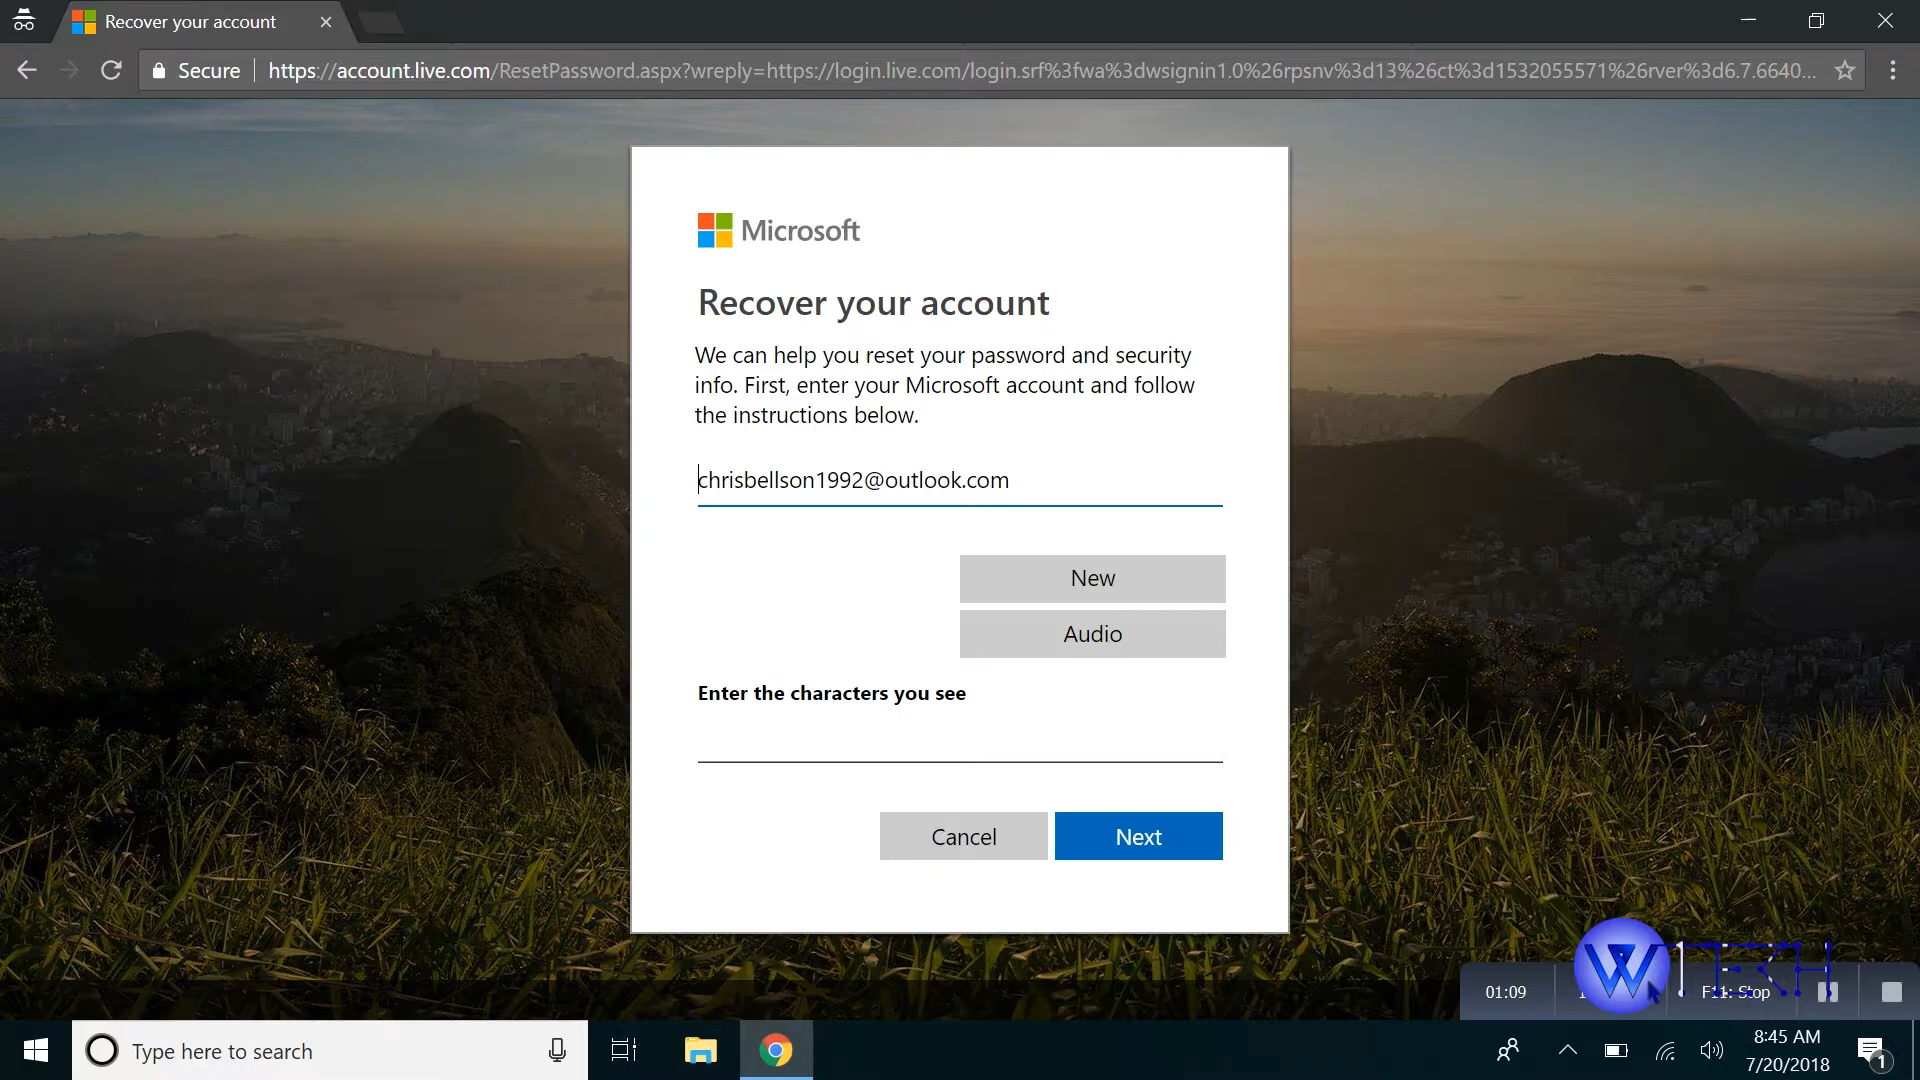 Recover your account
Secure
https://account.live.com/ResetPassword.aspx?wreply=https://login.live.com/login.srf%3fwa%3dwsignin1.0%26rpsnv%3d13%26ct%3d1532055571%26rver%3d6.7.6640...
Microsoft
Recover your account
We can help you reset your password and security
info. First, enter your Microsoft account and follow
the instructions below.
chrisbellson1992@outlook.com
New
Audio
Enter the characters you see
Cancel
Next
W TEKH
01:09
F11: Stop
Type here to search
8:45 AM
7/20/2018
1